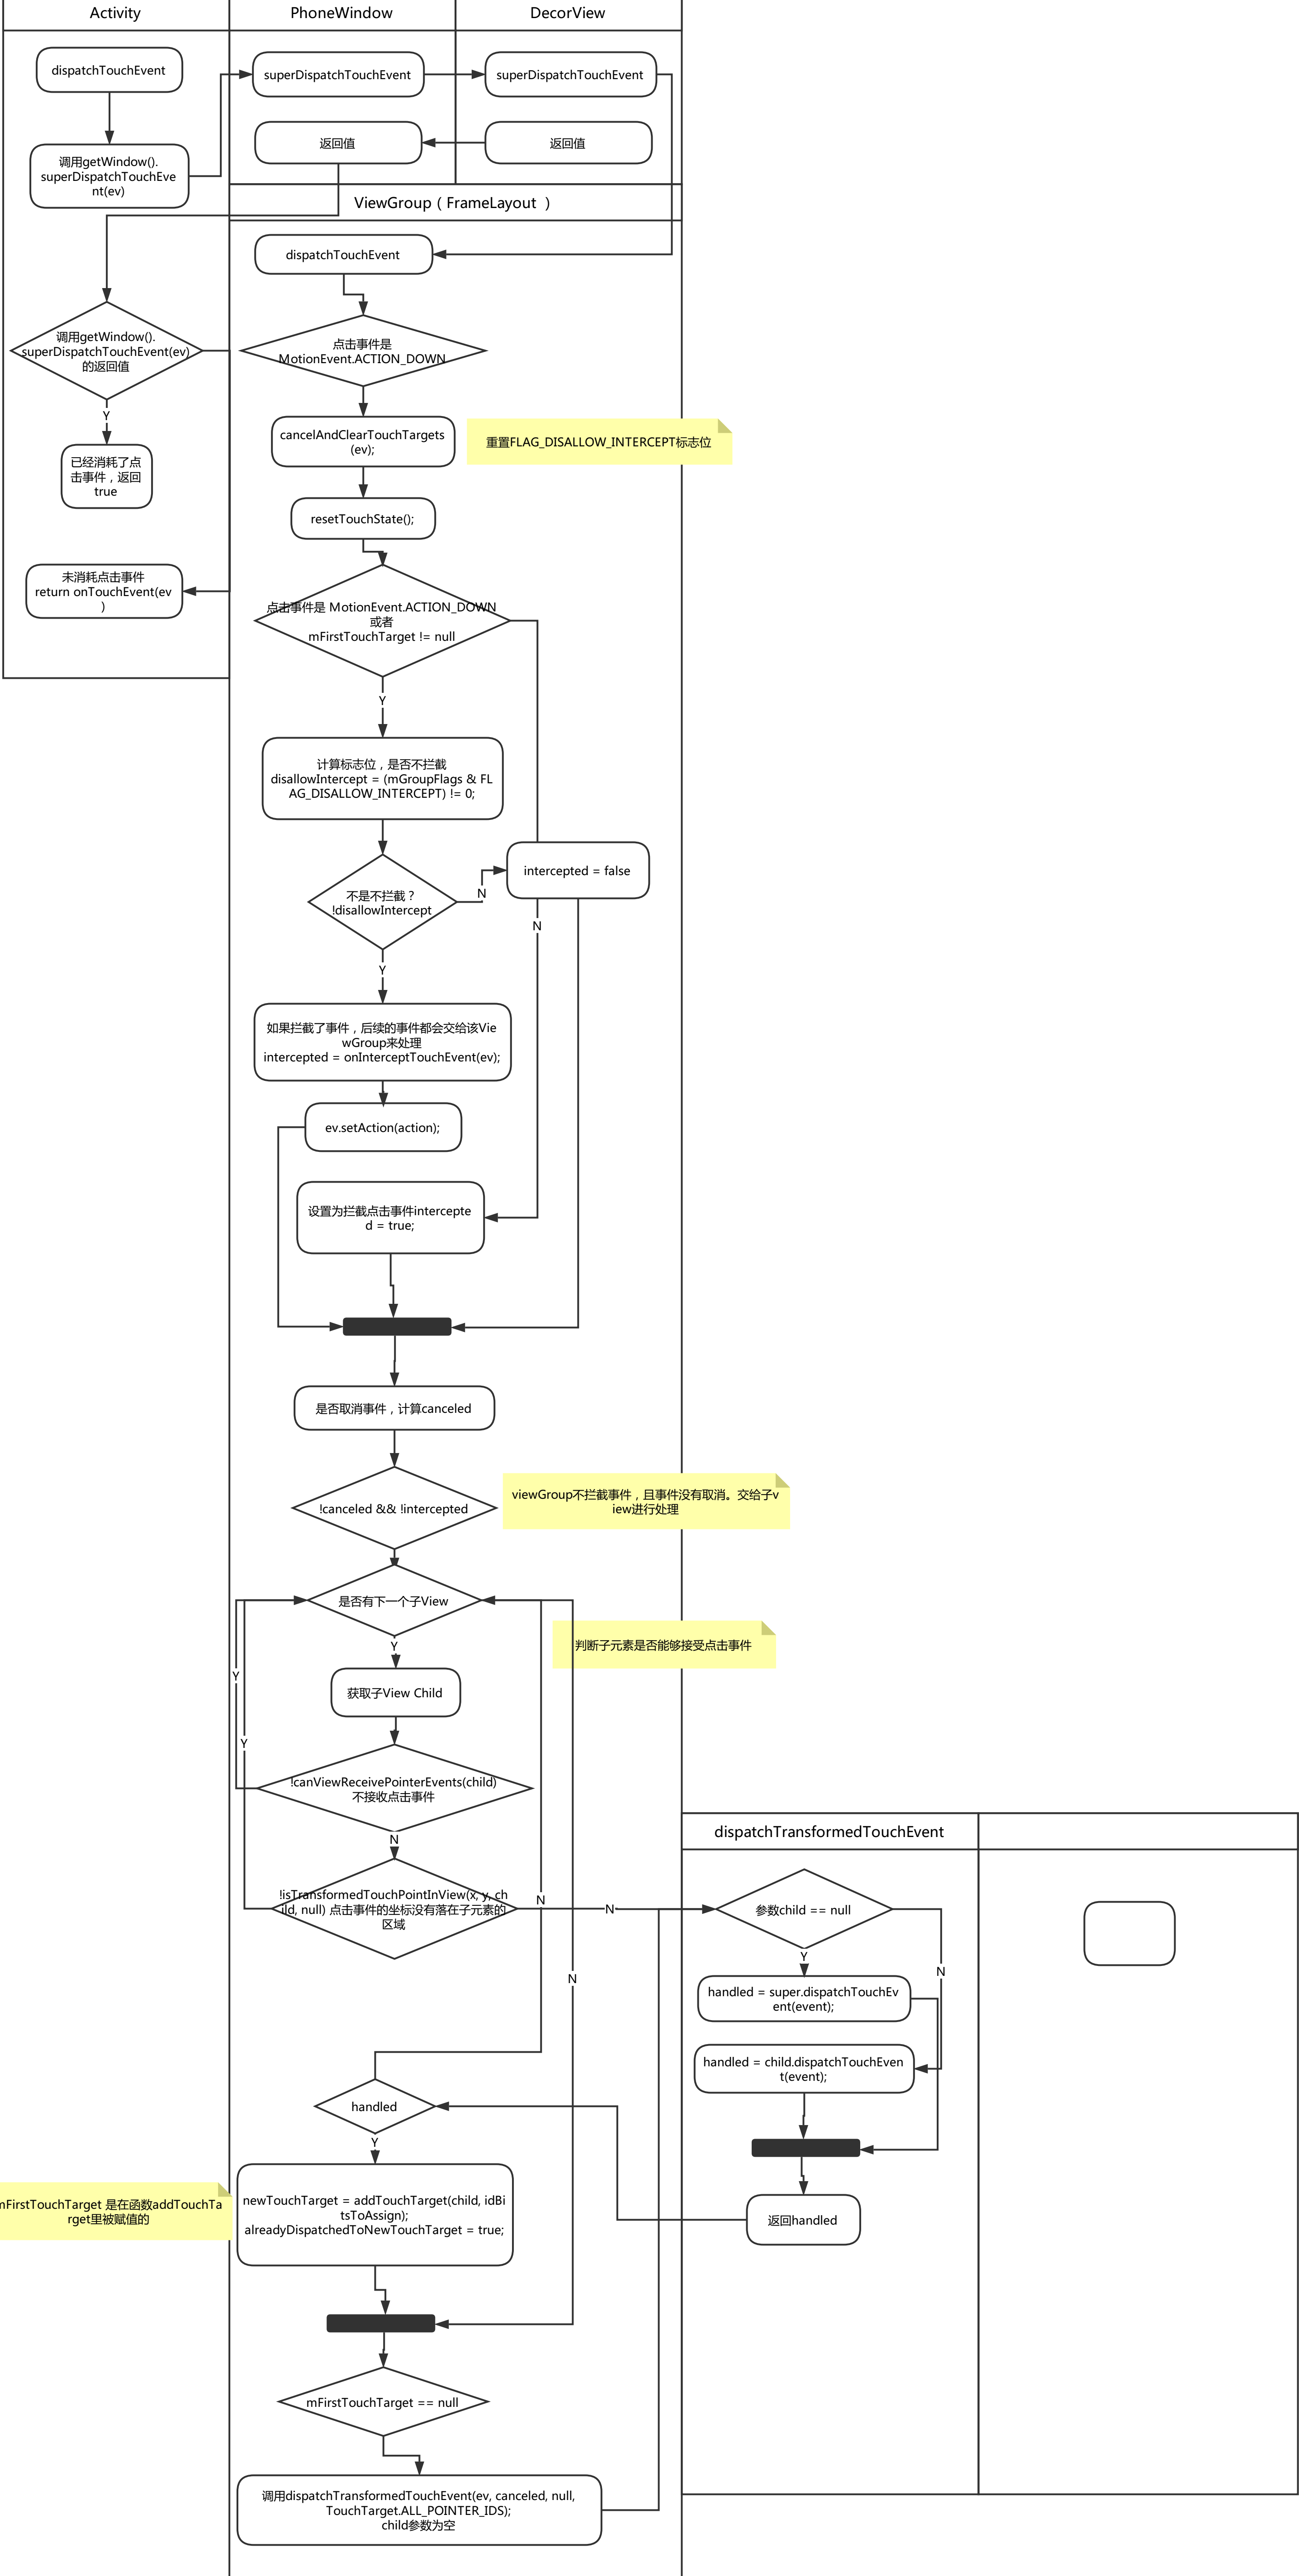 Activity
PhoneWindow
DecorView
dispatchTouchEvent
superDispatchTouchEvent
superDispatchTouchEvent
调用getWindow().
superDispatchTouchEve
nt(ev)
返回值
返回值
ViewGroup ( FrameLayout )
dispatchTouchEvent
调用getWindow().
superDispatchTouchEvent(ev)
的返回值
点击事件是
MotionEvent.ACTION_DOWN
Y
cancelAndClearTouchTargets
(ev);
重置FLAG_DISALLOW_INTERCEPT标志位
已经消耗了点
击事件，返回
true
resetTouchState();
未消耗点击事件
return onTouchEvent(ev
)
点击事件是 MotionEvent.ACTION_DOWN
或者
mFirstTouchTarget != null
Y
计算标志位，是否不拦截
disallowIntercept = (mGroupFlags & FL
AG_DISALLOW_INTERCEPT) != 0;
intercepted = false
不是不拦截？
!disallowIntercept
N
N
Y
如果拦截了事件，后续的事件都会交给该Vie
wGroup来处理
intercepted = onInterceptTouchEvent(ev);
ev.setAction(action);
设置为拦截点击事件intercepte
d = true;
是否取消事件，计算canceled
!canceled && !intercepted
viewGroup不拦截事件，且事件没有取消。交给子v
iew进行处理
是否有下一个子View
Y
判断子元素是否能够接受点击事件
Y
获取子View Child
Y
!canViewReceivePointerEvents(child)
不接收点击事件
N
dispatchTransformedTouchEvent
!isTransformedTouchPointInView(x, y, ch
ild, null) 点击事件的坐标没有落在子元素的
区域
N
N
参数child == null
Y
N
N
handled = super.dispatchTouchEv
ent(event);
handled = child.dispatchTouchEven
t(event);
handled
Y
newTouchTarget = addTouchTarget(child, idBi
tsToAssign);
alreadyDispatchedToNewTouchTarget = true;
mFirstTouchTarget 是在函数addTouchTa
rget里被赋值的
返回handled
mFirstTouchTarget == null
调用dispatchTransformedTouchEvent(ev, canceled, null,
TouchTarget.ALL_POINTER_IDS);
child参数为空